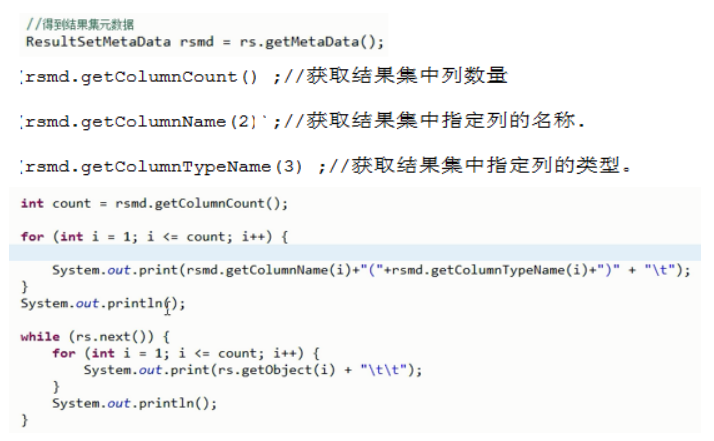 //得到结果集元数据
ResultSetMetaData rsmd = rs.getMetaData();
rsmd.getColumnCount() ;//获取结果集中列数量
rsmd.getColumnName(2)`;//获取结果集中指定列的名称.
rsmd.getColumnTypeName(3) ;//获取结果集中指定列的类型。
int count = rsmd.getColumnCount();
for (int i = 1; i <= count; i++) {
System.out.print(rsmd.getColumnName(i)+"("+rsmd.getColumnTypeName(i)+")" + "\t");
}
System.out.println();
while (rs.next()) {
for (int i = 1; i <= count; i++) {
System.out.print(rs.getObject(i) + "\t\t");
}
System.out.println();
}